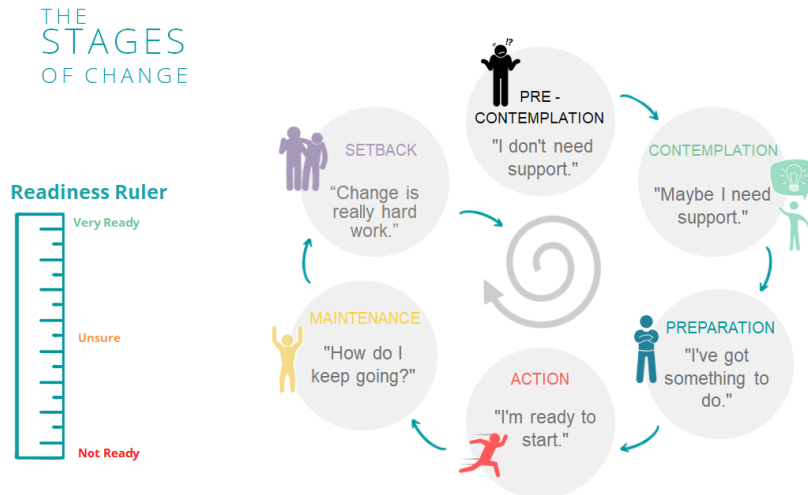 THE
STAGES
OF CHANGE
Readiness Ruler
Very Ready
Unsure
Not Ready
!?
PRE -
CONTEMPLATION
"I don't need
support."
CONTEMPLATION
"Maybe I need
support."
PREPARATION
"I've got
something to
do."
ACTION
"I'm ready to
start."
MAINTENANCE
"How do I
keep going?"
SETBACK
“Change is
really hard
work.”